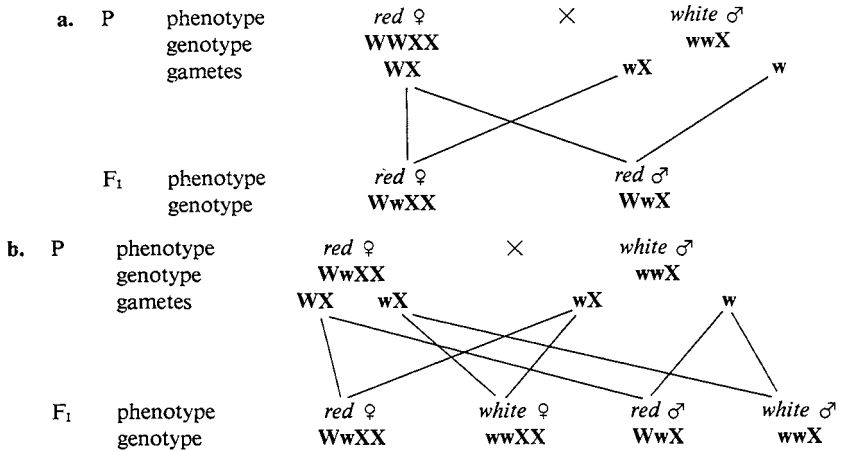 a. P phenotype red ♀ × white ♂
genotype WWXX wwX
gametes WX wX w
F₁ phenotype red ♀ red ♂
genotype WwXX WwX
b. P phenotype red ♀ × white ♂
genotype WwXX wwX
gametes WX wX wX w
F₁ phenotype red ♀ white ♀ red ♂ white ♂
genotype WwXX wwXX WwX wwX